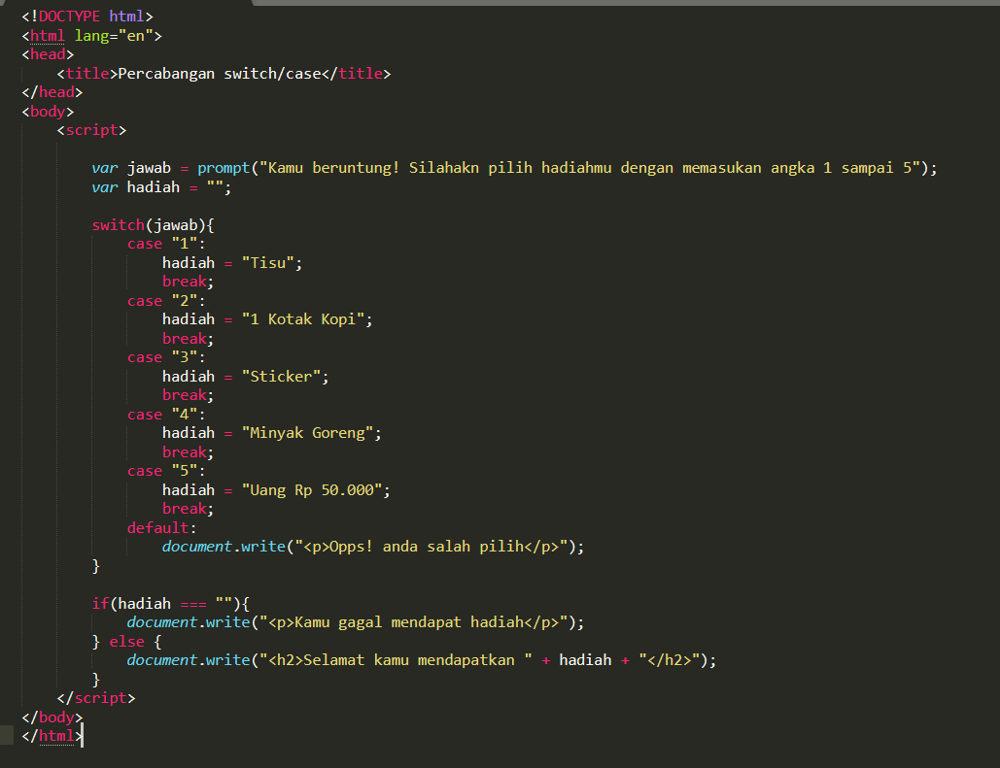 <!DOCTYPE html>
<html lang="en">
<head>
    <title>Percabangan switch/case</title>
</head>
<body>
    <script>

        var jawab = prompt("Kamu beruntung! Silahakn pilih hadiahmu dengan memasukan angka 1 sampai 5");
        var hadiah = "";

        switch(jawab){
            case "1":
                hadiah = "Tisu";
                break;
            case "2":
                hadiah = "1 Kotak Kopi";
                break;
            case "3":
                hadiah = "Sticker";
                break;
            case "4":
                hadiah = "Minyak Goreng";
                break;
            case "5":
                hadiah = "Uang Rp 50.000";
                break;
            default:
                document.write("<p>Opps! anda salah pilih</p>");
        }

        if(hadiah === ""){
            document.write("<p>Kamu gagal mendapat hadiah</p>");
        } else {
            document.write("<h2>Selamat kamu mendapatkan " + hadiah + "</h2>");
        }
    </script>
</body>
</html>